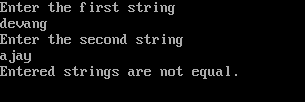 Enter the first string
devang
Enter the second string
ajay
Entered strings are not equal.